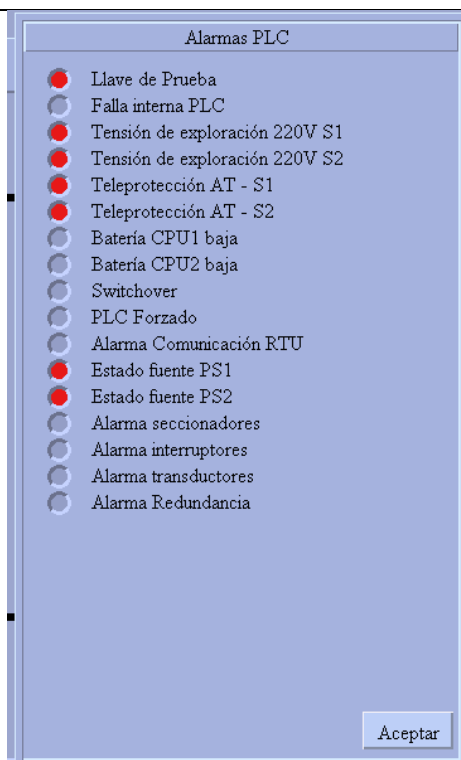 Alarmas PLC
Llave de Prueba
Falla interna PLC
Tensión de exploración 220V S1
Tensión de exploración 220V S2
Teleprotección AT - S1
Teleprotección AT - S2
Batería CPU1 baja
Batería CPU2 baja
Switchover
PLC Forzado
Alarma Comunicación RTU
Estado fuente PS1
Estado fuente PS2
Alarma seccionadores
Alarma interruptores
Alarma transductores
Alarma Redundancia
Aceptar